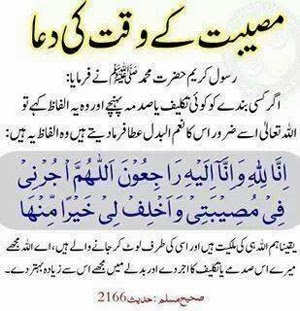 مصیبت کے وقت کی دعا
رسول کریم حضرت محمد ﷺ نے فرمایا:
اگر کسی بندے کو کوئی تکلیف یا صدمہ پہنچے اور وہ یہ الفاظ کہے تو
اللہ تعالیٰ اسے ضرور اس کا نعم البدل عطا فرما دیتے ہیں وہ الفاظ یہ ہیں:
اِنَّا لِلّٰهِ وَاِنَّآ اِلَيْهِ رَاجِعُوْنَ اَللّٰهُمَّ اُجُرْنِيْ
فِيْ مُصِيْبَتِيْ وَاَخْلِفْ لِيْ خَيْرًا مِّنْهَا
یقیناً ہم اللہ ہی کی ملکیت ہیں اور اسی کی طرف لوٹ کر جانے والے ہیں، اے اللہ مجھے
میرے اس صدمے یا تکلیف کا اجر دے اور بدلے میں مجھے اس سے زیادہ بہتر دے۔
صحیح مسلم: حدیث 2166